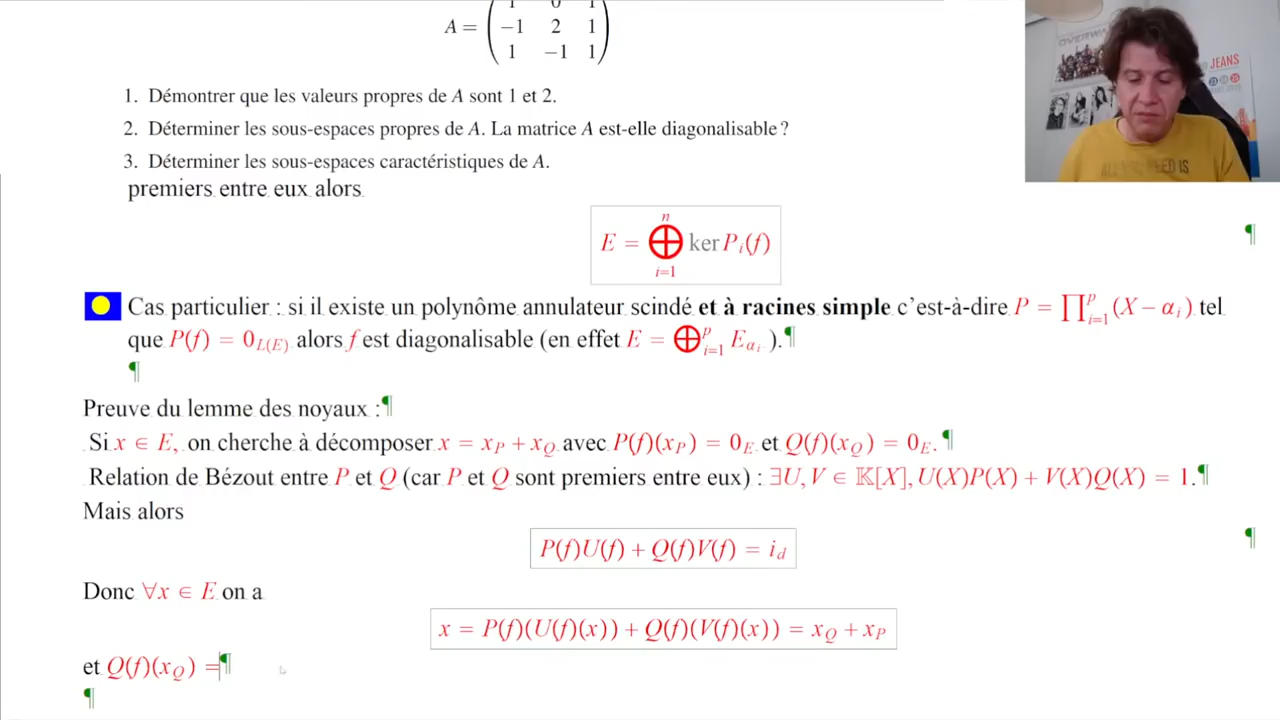 A = ( 1 0 1
−1 2 1
1 −1 1 )
1. Démontrer que les valeurs propres de A sont 1 et 2.
2. Déterminer les sous-espaces propres de A. La matrice A est-elle diagonalisable ?
3. Déterminer les sous-espaces caractéristiques de A.
premiers entre eux alors
E = ⨁_{i=1}^{n} ker P_i(f) ¶
Cas particulier : si il existe un polynôme annulateur scindé et à racines simple c’est-à-dire P = ∏_{i=1}^{p} (X − α_i) tel
que P(f) = 0_{L(E)} alors f est diagonalisable (en effet E = ⨁_{i=1}^{p} E_{α_i} ).¶
¶
Preuve du lemme des noyaux :¶
Si x ∈ E, on cherche à décomposer x = x_P + x_Q avec P(f)(x_P) = 0_E et Q(f)(x_Q) = 0_E. ¶
Relation de Bézout entre P et Q (car P et Q sont premiers entre eux) : ∃U, V ∈ 𝕂[X], U(X)P(X) + V(X)Q(X) = 1.¶
Mais alors
P(f)U(f) + Q(f)V(f) = i_d ¶
Donc ∀x ∈ E on a
x = P(f)(U(f)(x)) + Q(f)(V(f)(x)) = x_Q + x_P
et Q(f)(x_Q) =¶
¶
JEANS